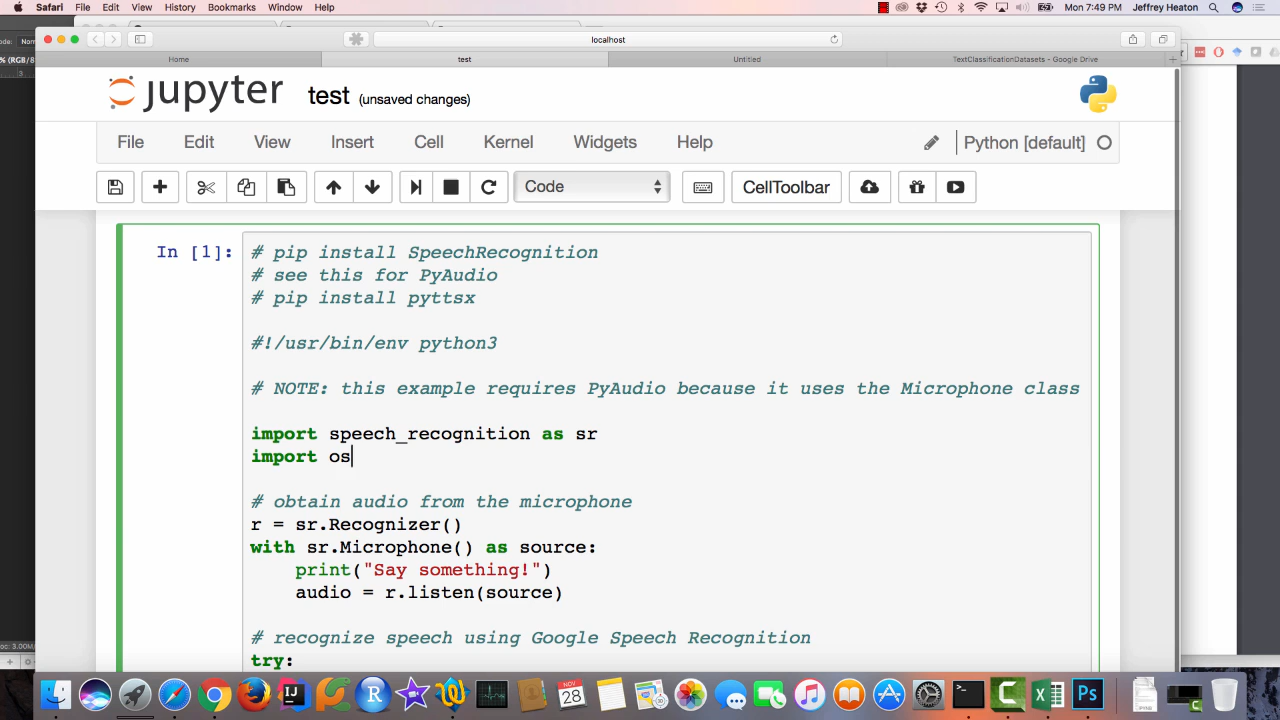 Safari File Edit View History Bookmarks Window Help Mon 7:49 PM Jeffrey Heaton
localhost
Home test Untitled TextClassificationDatasets - Google Drive
jupyter test (unsaved changes)
File Edit View Insert Cell Kernel Widgets Help Python [default]
Code CellToolbar
In [1]: # pip install SpeechRecognition
# see this for PyAudio
# pip install pyttsx
#!/usr/bin/env python3
# NOTE: this example requires PyAudio because it uses the Microphone class
import speech_recognition as sr
import os
# obtain audio from the microphone
r = sr.Recognizer()
with sr.Microphone() as source:
    print("Say something!")
    audio = r.listen(source)
# recognize speech using Google Speech Recognition
try:
NOV
28
R
Ps